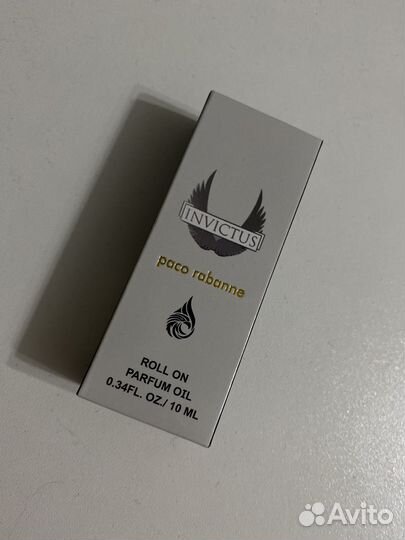 INVICTUS
paco rabanne
ROLL ON
PARFUM OIL
0.34FL. OZ./ 10 ML
Avito